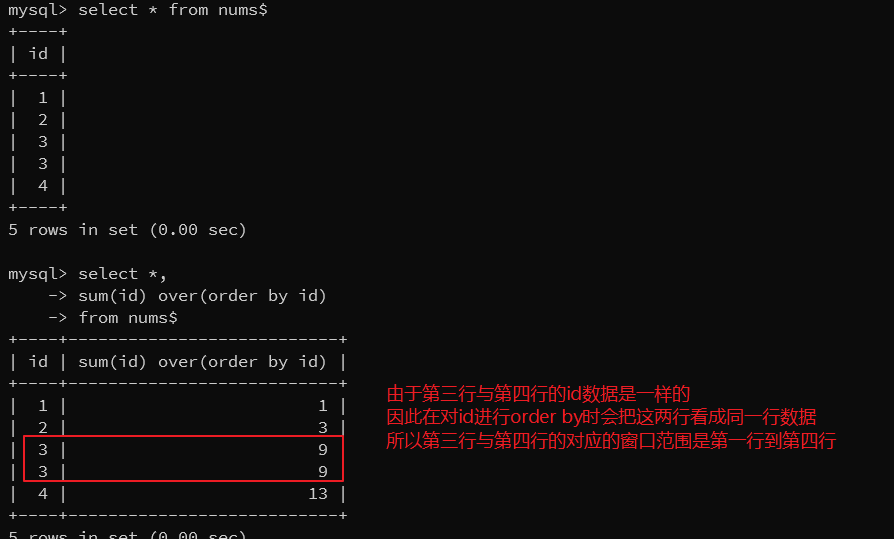 mysql> select * from nums$
+----+
| id |
+----+
|  1 |
|  2 |
|  3 |
|  3 |
|  4 |
+----+
5 rows in set (0.00 sec)
mysql> select *,
    -> sum(id) over(order by id)
    -> from nums$
+----+---------------------------+
| id | sum(id) over(order by id) |
+----+---------------------------+
|  1 |                         1 |
|  2 |                         3 |
|  3 |                         9 |
|  3 |                         9 |
|  4 |                        13 |
+----+---------------------------+
5 rows in set (0.00 sec)
由于第三行与第四行的id数据是一样的
因此在对id进行order by时会把这两行看成同一行数据
所以第三行与第四行的对应的窗口范围是第一行到第四行